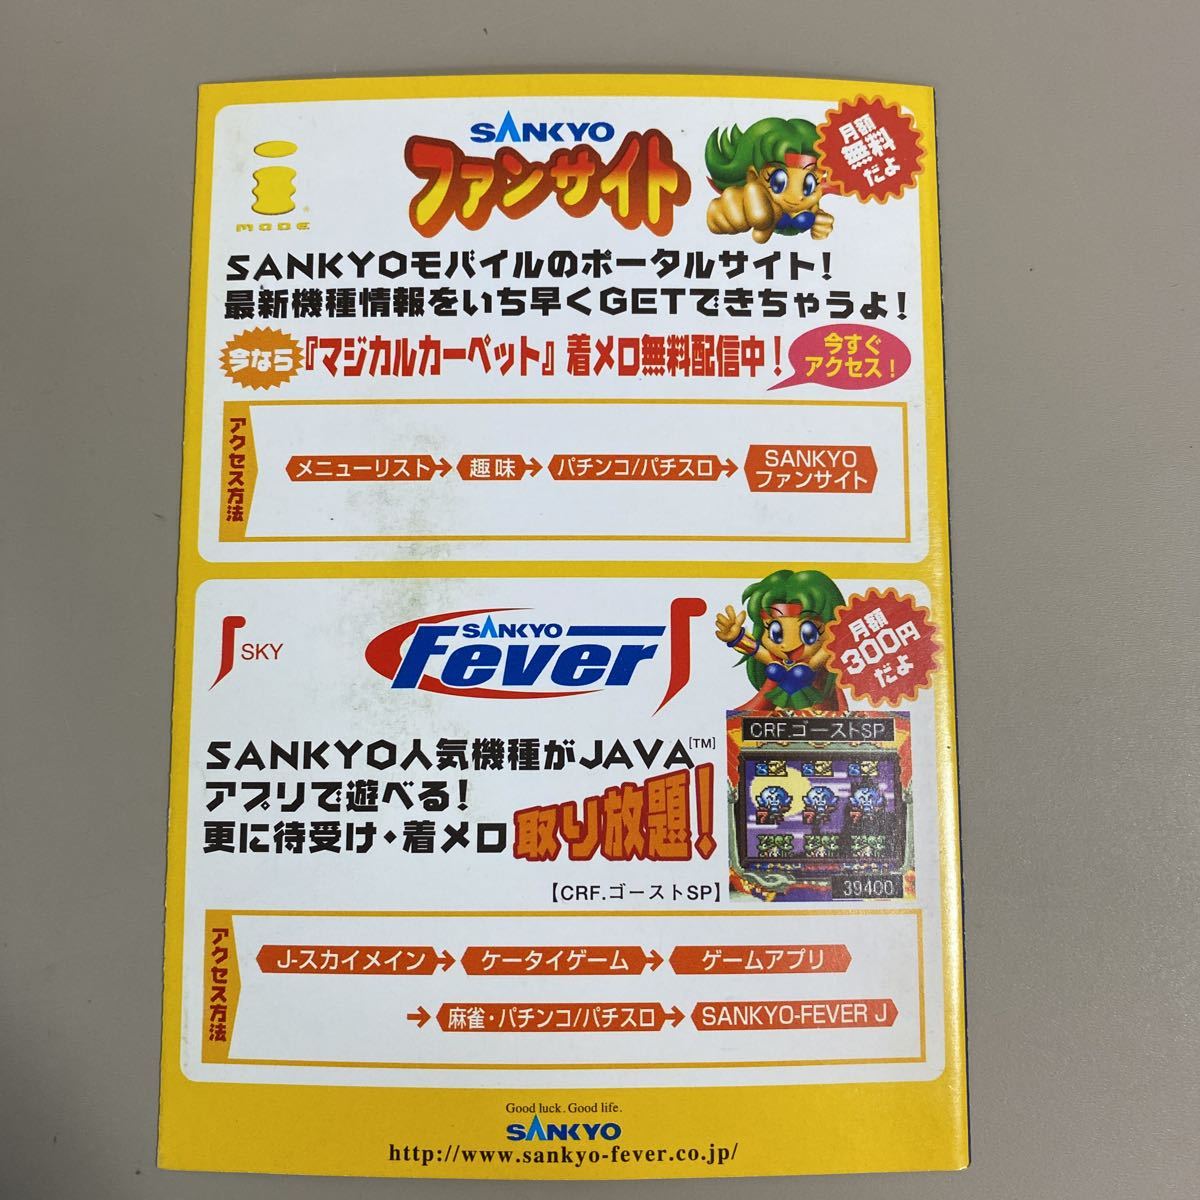 i MODE
SANKYO
ファンサイト
月額
無料
だよ
SANKYOモバイルのポータルサイト!
最新機種情報をいち早くGETできちゃうよ!
今なら『マジカルカーペット』着メロ無料配信中!
今すぐ
アクセス!
アクセス方法
メニューリスト→趣味→パチンコ/パチスロ→SANKYO
ファンサイト
J SKY
SANKYO
Fever J
月額
300円
だよ
SANKYO人気機種がJAVA[TM]
アプリで遊べる!
更に待受け・着メロ取り放題!
【CRF.ゴーストSP】
CRF.ゴーストSP
7 7 7
39400
アクセス方法
J-スカイメイン→ケータイゲーム→ゲームアプリ
→麻雀・パチンコ/パチスロ→SANKYO-FEVER J
Good luck. Good life.
SANKYO
http://www.sankyo-fever.co.jp/